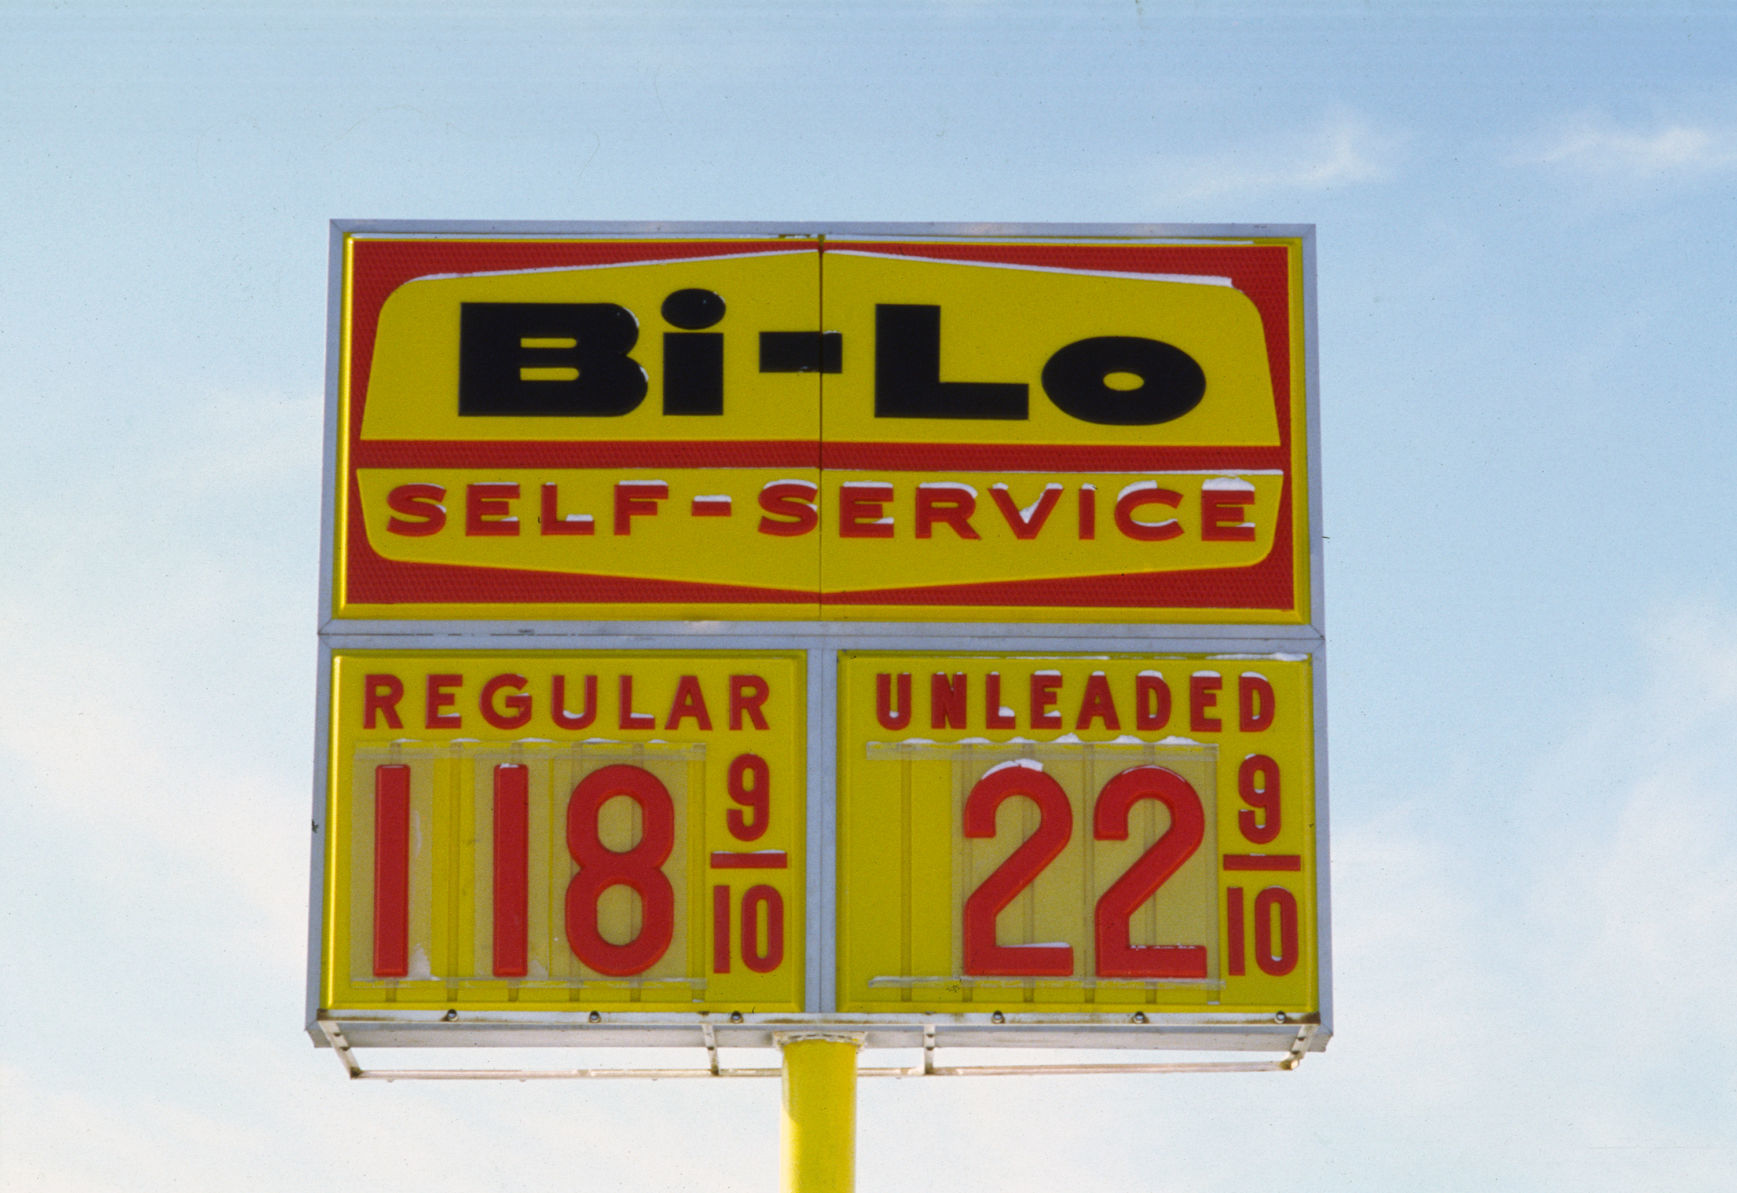 Bi-Lo
SELF-SERVICE
REGULAR
118 9/10
UNLEADED
22 9/10